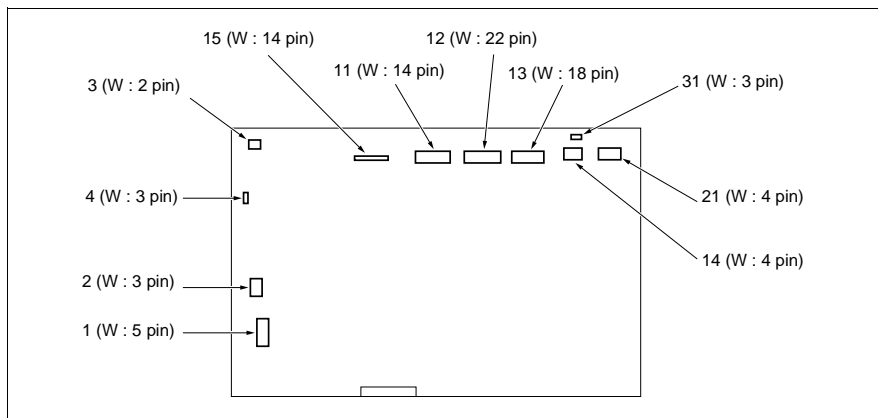 15 (W : 14 pin)
12 (W : 22 pin)
11 (W : 14 pin)
13 (W : 18 pin)
3 (W : 2 pin)
31 (W : 3 pin)
4 (W : 3 pin)
21 (W : 4 pin)
14 (W : 4 pin)
2 (W : 3 pin)
1 (W : 5 pin)